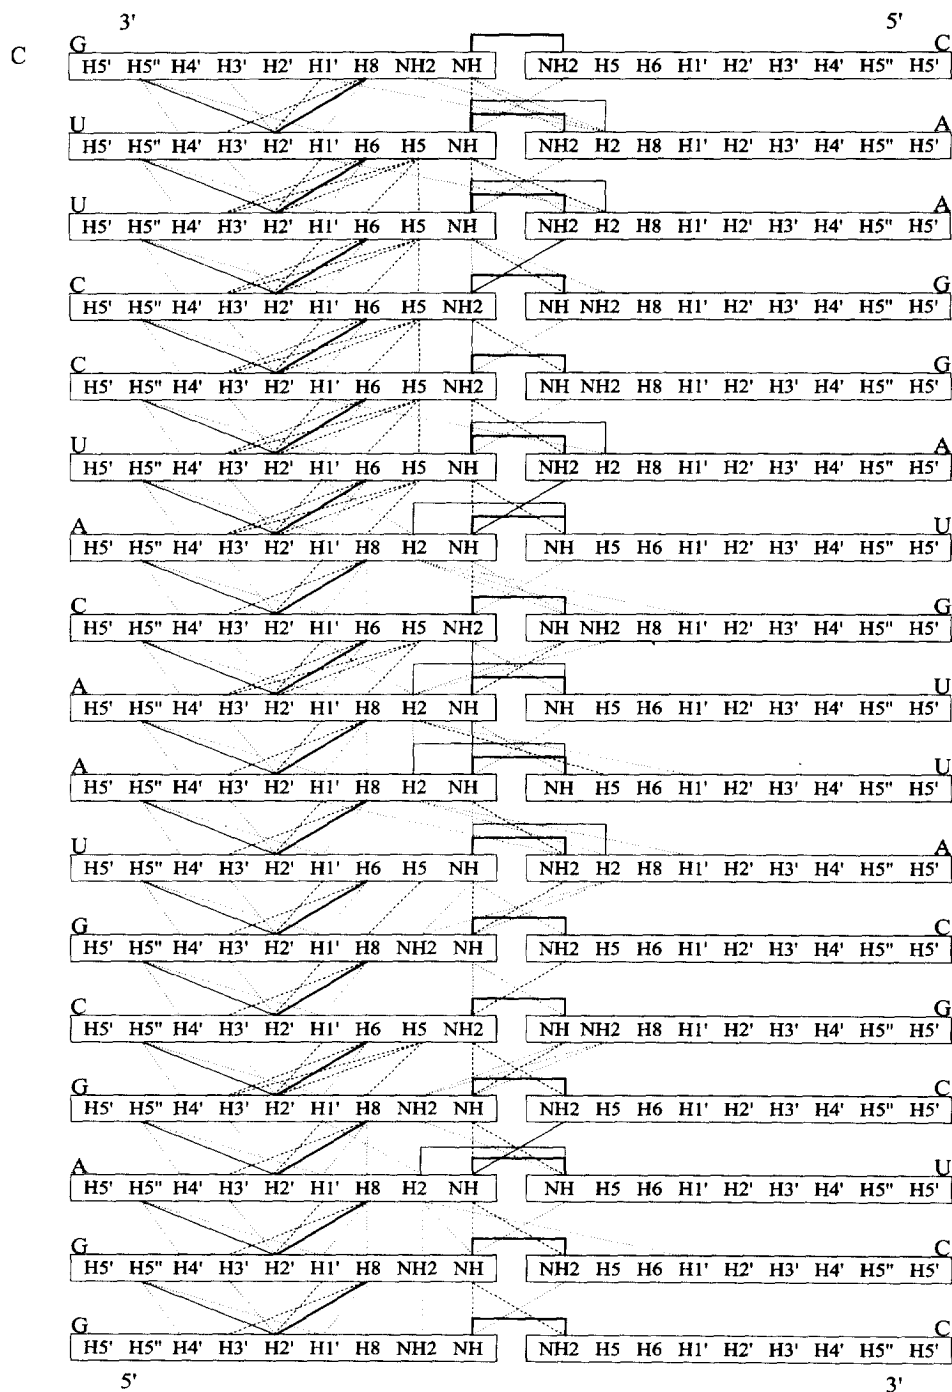 3' 5'
C G C
H5' H5" H4' H3' H2' H1' H8 NH2 NH NH2 H5 H6 H1' H2' H3' H4' H5" H5'
U A
H5' H5" H4' H3' H2' H1' H6 H5 NH NH2 H2 H8 H1' H2' H3' H4' H5" H5'
U A
H5' H5" H4' H3' H2' H1' H6 H5 NH NH2 H2 H8 H1' H2' H3' H4' H5" H5'
C G
H5' H5" H4' H3' H2' H1' H6 H5 NH2 NH NH2 H8 H1' H2' H3' H4' H5" H5'
C G
H5' H5" H4' H3' H2' H1' H6 H5 NH2 NH NH2 H8 H1' H2' H3' H4' H5" H5'
U A
H5' H5" H4' H3' H2' H1' H6 H5 NH NH2 H2 H8 H1' H2' H3' H4' H5" H5'
A U
H5' H5" H4' H3' H2' H1' H8 H2 NH NH H5 H6 H1' H2' H3' H4' H5" H5'
C G
H5' H5" H4' H3' H2' H1' H6 H5 NH2 NH NH2 H8 H1' H2' H3' H4' H5" H5'
A U
H5' H5" H4' H3' H2' H1' H8 H2 NH NH H5 H6 H1' H2' H3' H4' H5" H5'
A U
H5' H5" H4' H3' H2' H1' H8 H2 NH NH H5 H6 H1' H2' H3' H4' H5" H5'
U A
H5' H5" H4' H3' H2' H1' H6 H5 NH NH2 H2 H8 H1' H2' H3' H4' H5" H5'
G C
H5' H5" H4' H3' H2' H1' H8 NH2 NH NH2 H5 H6 H1' H2' H3' H4' H5" H5'
C G
H5' H5" H4' H3' H2' H1' H6 H5 NH2 NH NH2 H8 H1' H2' H3' H4' H5" H5'
G C
H5' H5" H4' H3' H2' H1' H8 NH2 NH NH2 H5 H6 H1' H2' H3' H4' H5" H5'
A U
H5' H5" H4' H3' H2' H1' H8 H2 NH NH H5 H6 H1' H2' H3' H4' H5" H5'
G C
H5' H5" H4' H3' H2' H1' H8 NH2 NH NH2 H5 H6 H1' H2' H3' H4' H5" H5'
G C
H5' H5" H4' H3' H2' H1' H8 NH2 NH NH2 H5 H6 H1' H2' H3' H4' H5" H5'
5' 3'